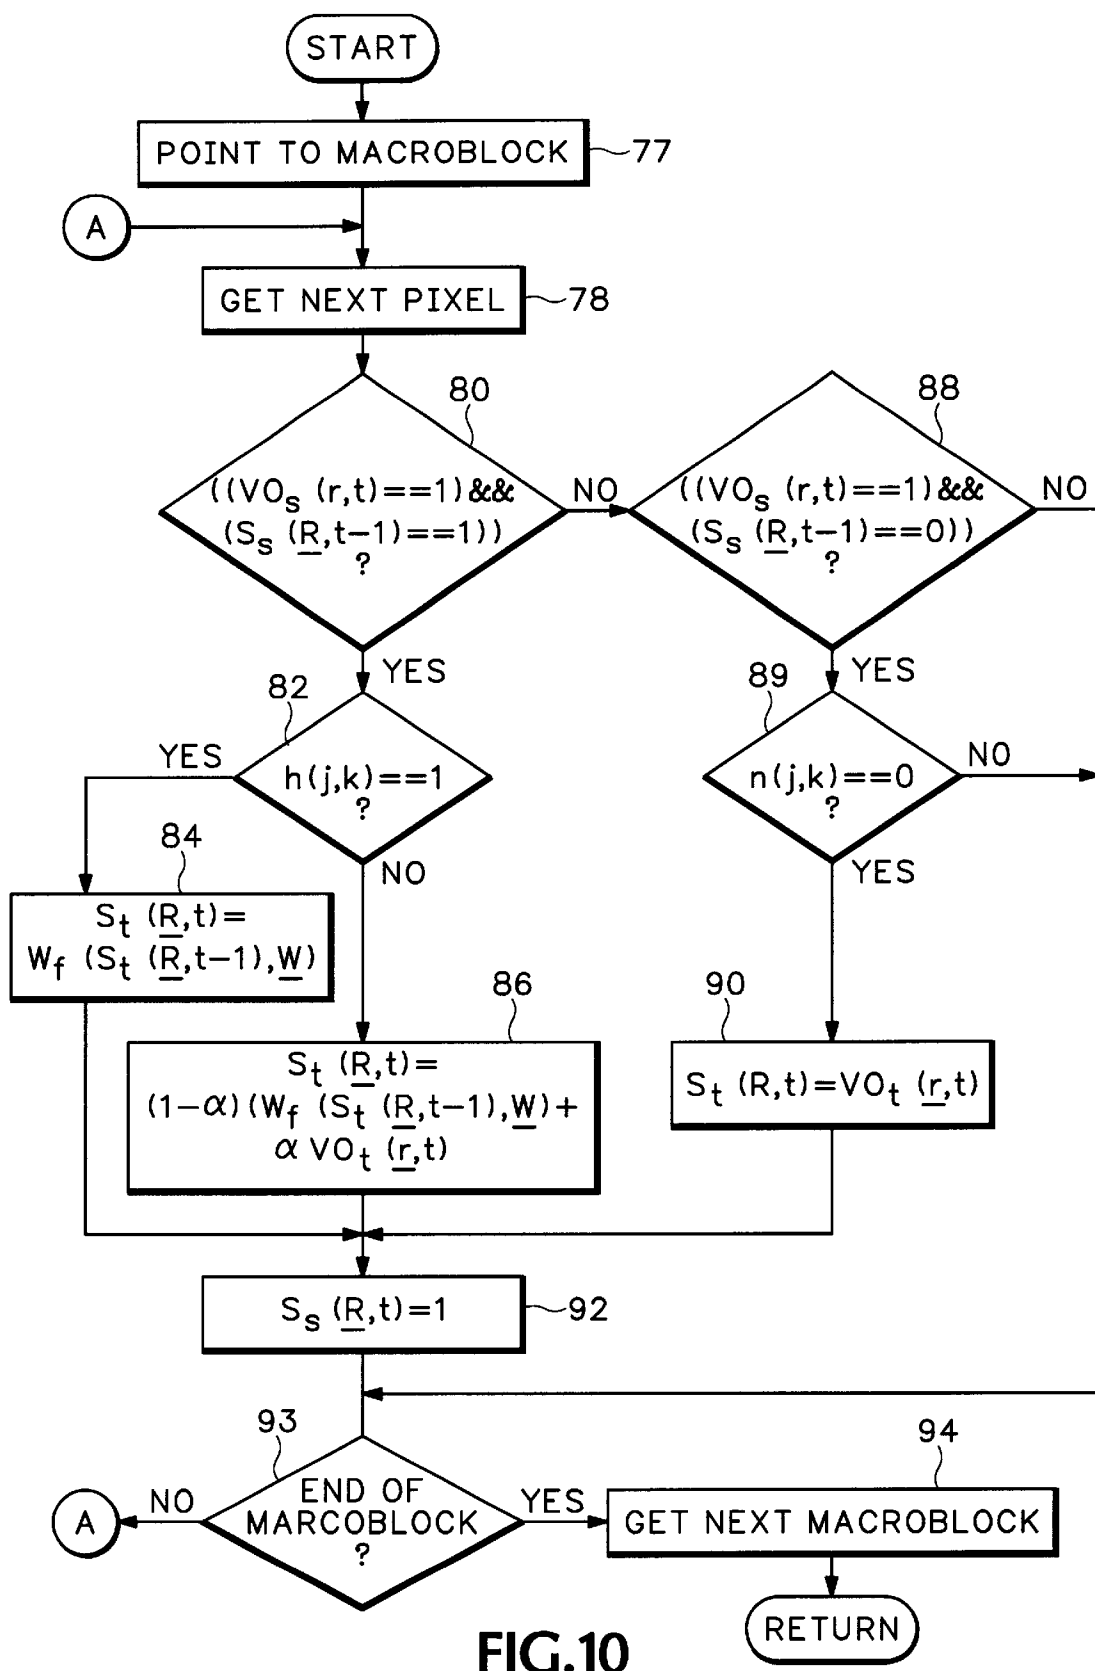 START
POINT TO MACROBLOCK
77
A
GET NEXT PIXEL
78
80
((VOs (r,t)==1)&&
(Ss (R,t-1)==1))
?
NO
88
((VOs (r,t)==1)&&
(Ss (R,t-1)==0))
?
NO
YES
YES
82
h(j,k)==1
?
YES
NO
89
n(j,k)==0
?
NO
YES
84
St (R,t)=
Wf (St (R,t-1),W)
86
St (R,t)=
(1-α)(Wf (St (R,t-1),W)+
α VOt (r,t)
90
St (R,t)=VOt (r,t)
Ss (R,t)=1
92
93
END OF
MARCOBLOCK
?
NO
A
YES
94
GET NEXT MACROBLOCK
RETURN
FIG.10